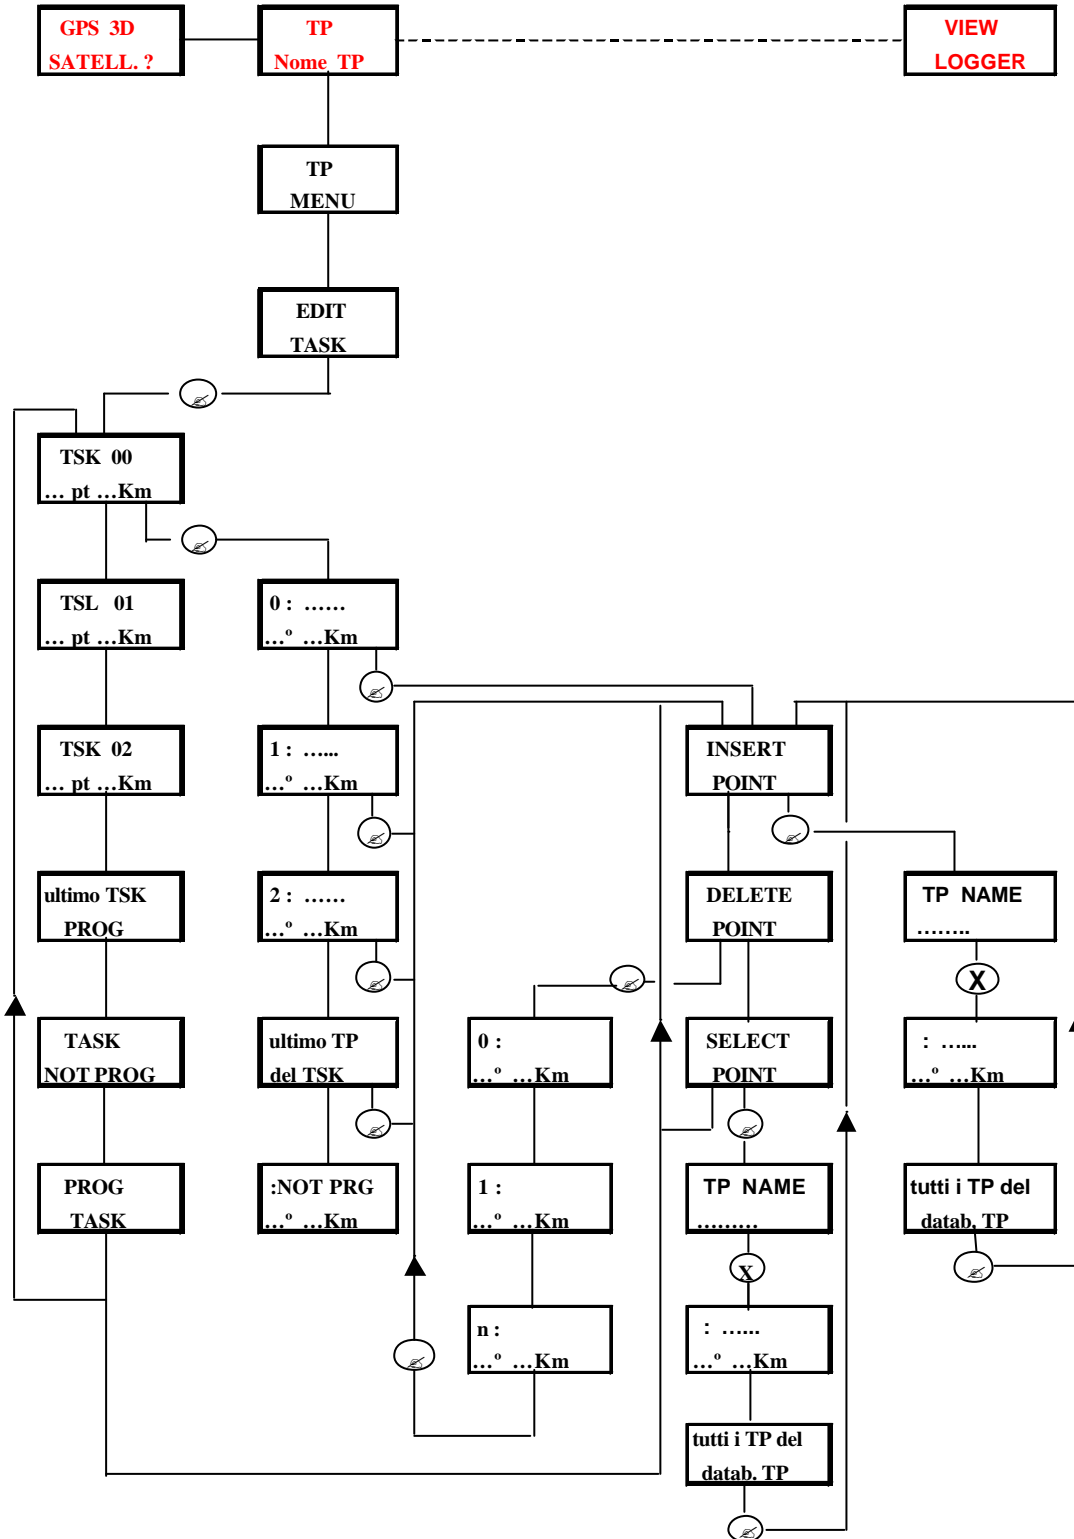 GPS 3D
SATELL. ?
TP
Nome TP
VIEW
LOGGER
TP
MENU
EDIT
TASK
TSK 00
... pt ...Km
TSL 01
... pt ...Km
0 : ......
...º ...Km
TSK 02
... pt ...Km
1 : ......
...º ...Km
INSERT
POINT
ultimo TSK
PROG
2 : ......
...º ...Km
DELETE
POINT
TP NAME
........
X
TASK
NOT PROG
ultimo TP
del TSK
0 :
...º ...Km
SELECT
POINT
: ......
...º ...Km
PROG
TASK
:NOT PRG
...º ...Km
1 :
...º ...Km
TP NAME
.........
tutti i TP del
datab, TP
X
n :
...º ...Km
: ......
...º ...Km
tutti i TP del
datab. TP